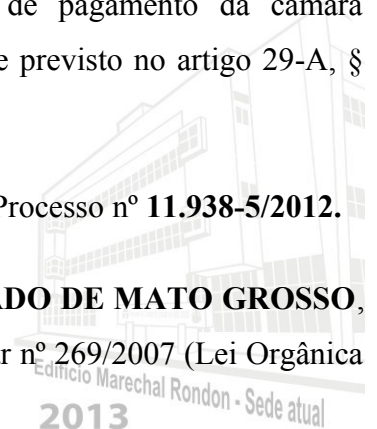 de pagamento da câmara
e previsto no artigo 29-A, §
Processo nº 11.938-5/2012.
ADO DE MATO GROSSO,
ar nº 269/2007 (Lei Orgânica
Edifício Marechal Rondon - Sede atual
2013